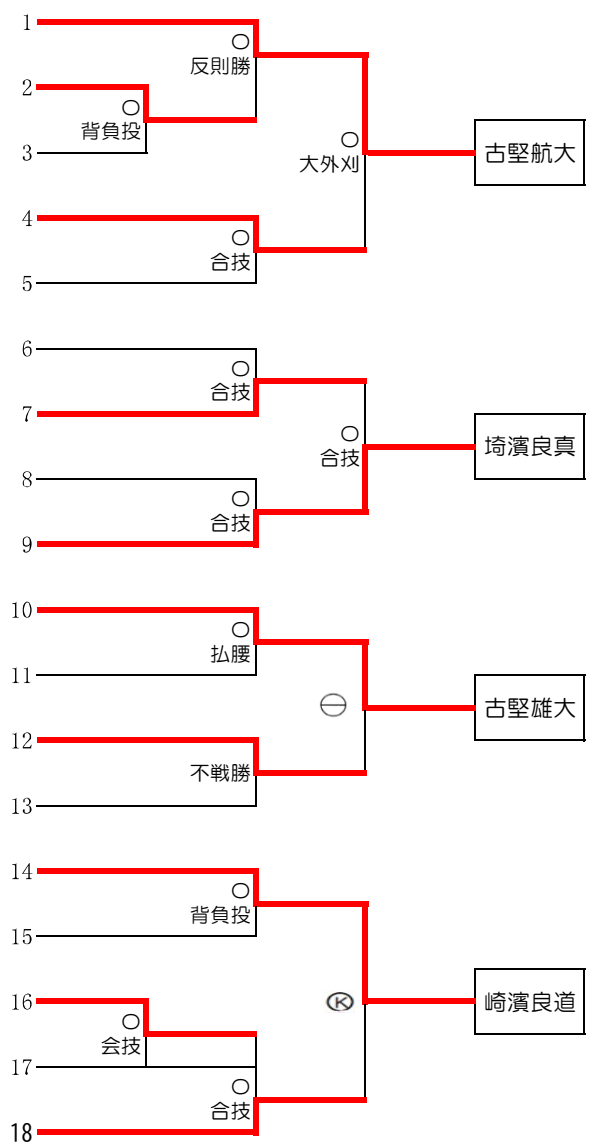 1
〇
反則勝
2
〇
背負投
3
〇
大外刈
古堅航大
4
〇
合技
5
6
〇
合技
7
〇
合技
埼濱良真
8
〇
合技
9
10
〇
払腰
11
古堅雄大
12
不戦勝
13
14
〇
背負投
15
16
Ⓚ
崎濱良道
〇
会技
17
〇
合技
18